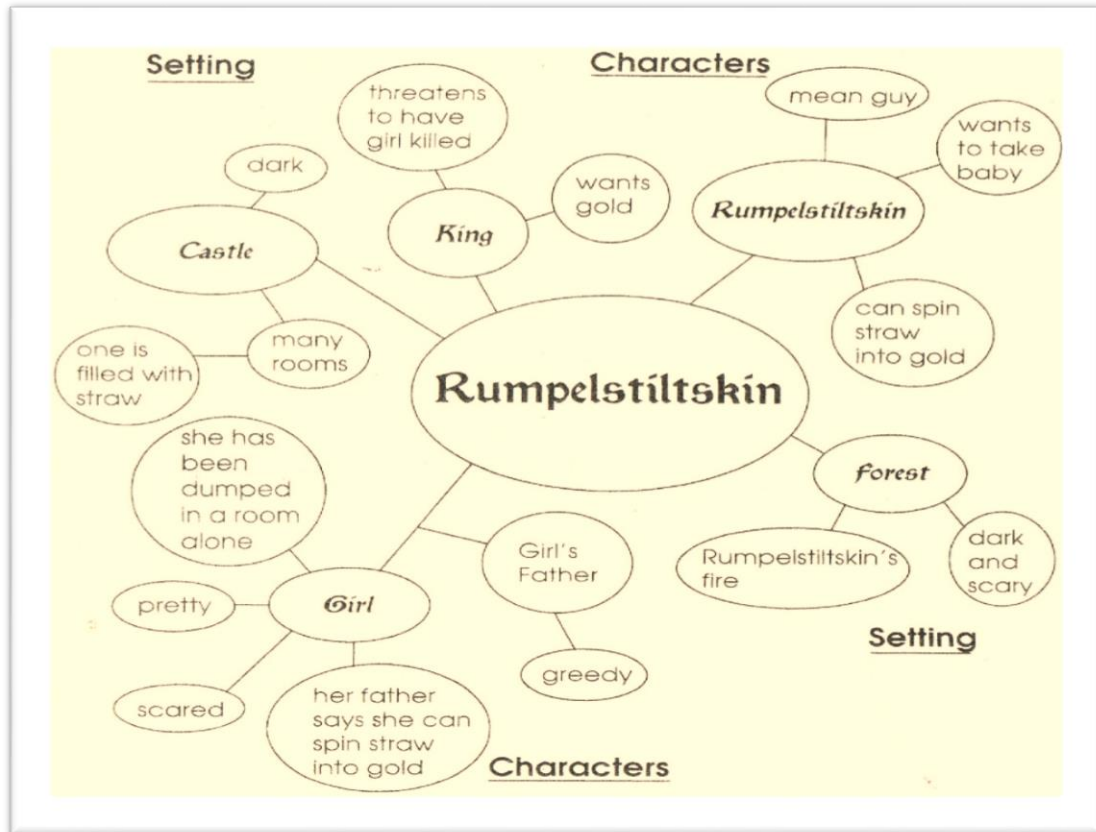 Setting
Characters
threatens
to have
girl killed
mean guy
wants
to take
baby
dark
wants
gold
Rumpelstiltskin
King
Castle
can spin
straw
into gold
one is
filled with
straw
many
rooms
Rumpelstiltskin
she has
been
dumped
in a room
alone
Forest
Girl's
Father
Rumpelstiltskin's
fire
dark
and
scary
pretty
Girl
Setting
greedy
scared
her father
says she can
spin straw
into gold
Characters